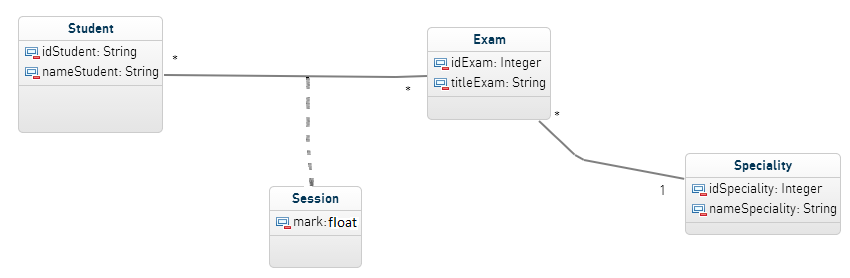 Student
idStudent: String
nameStudent: String
*
*
Exam
idExam: Integer
titleExam: String
*
1
Speciality
idSpeciality: Integer
nameSpeciality: String
Session
mark:float